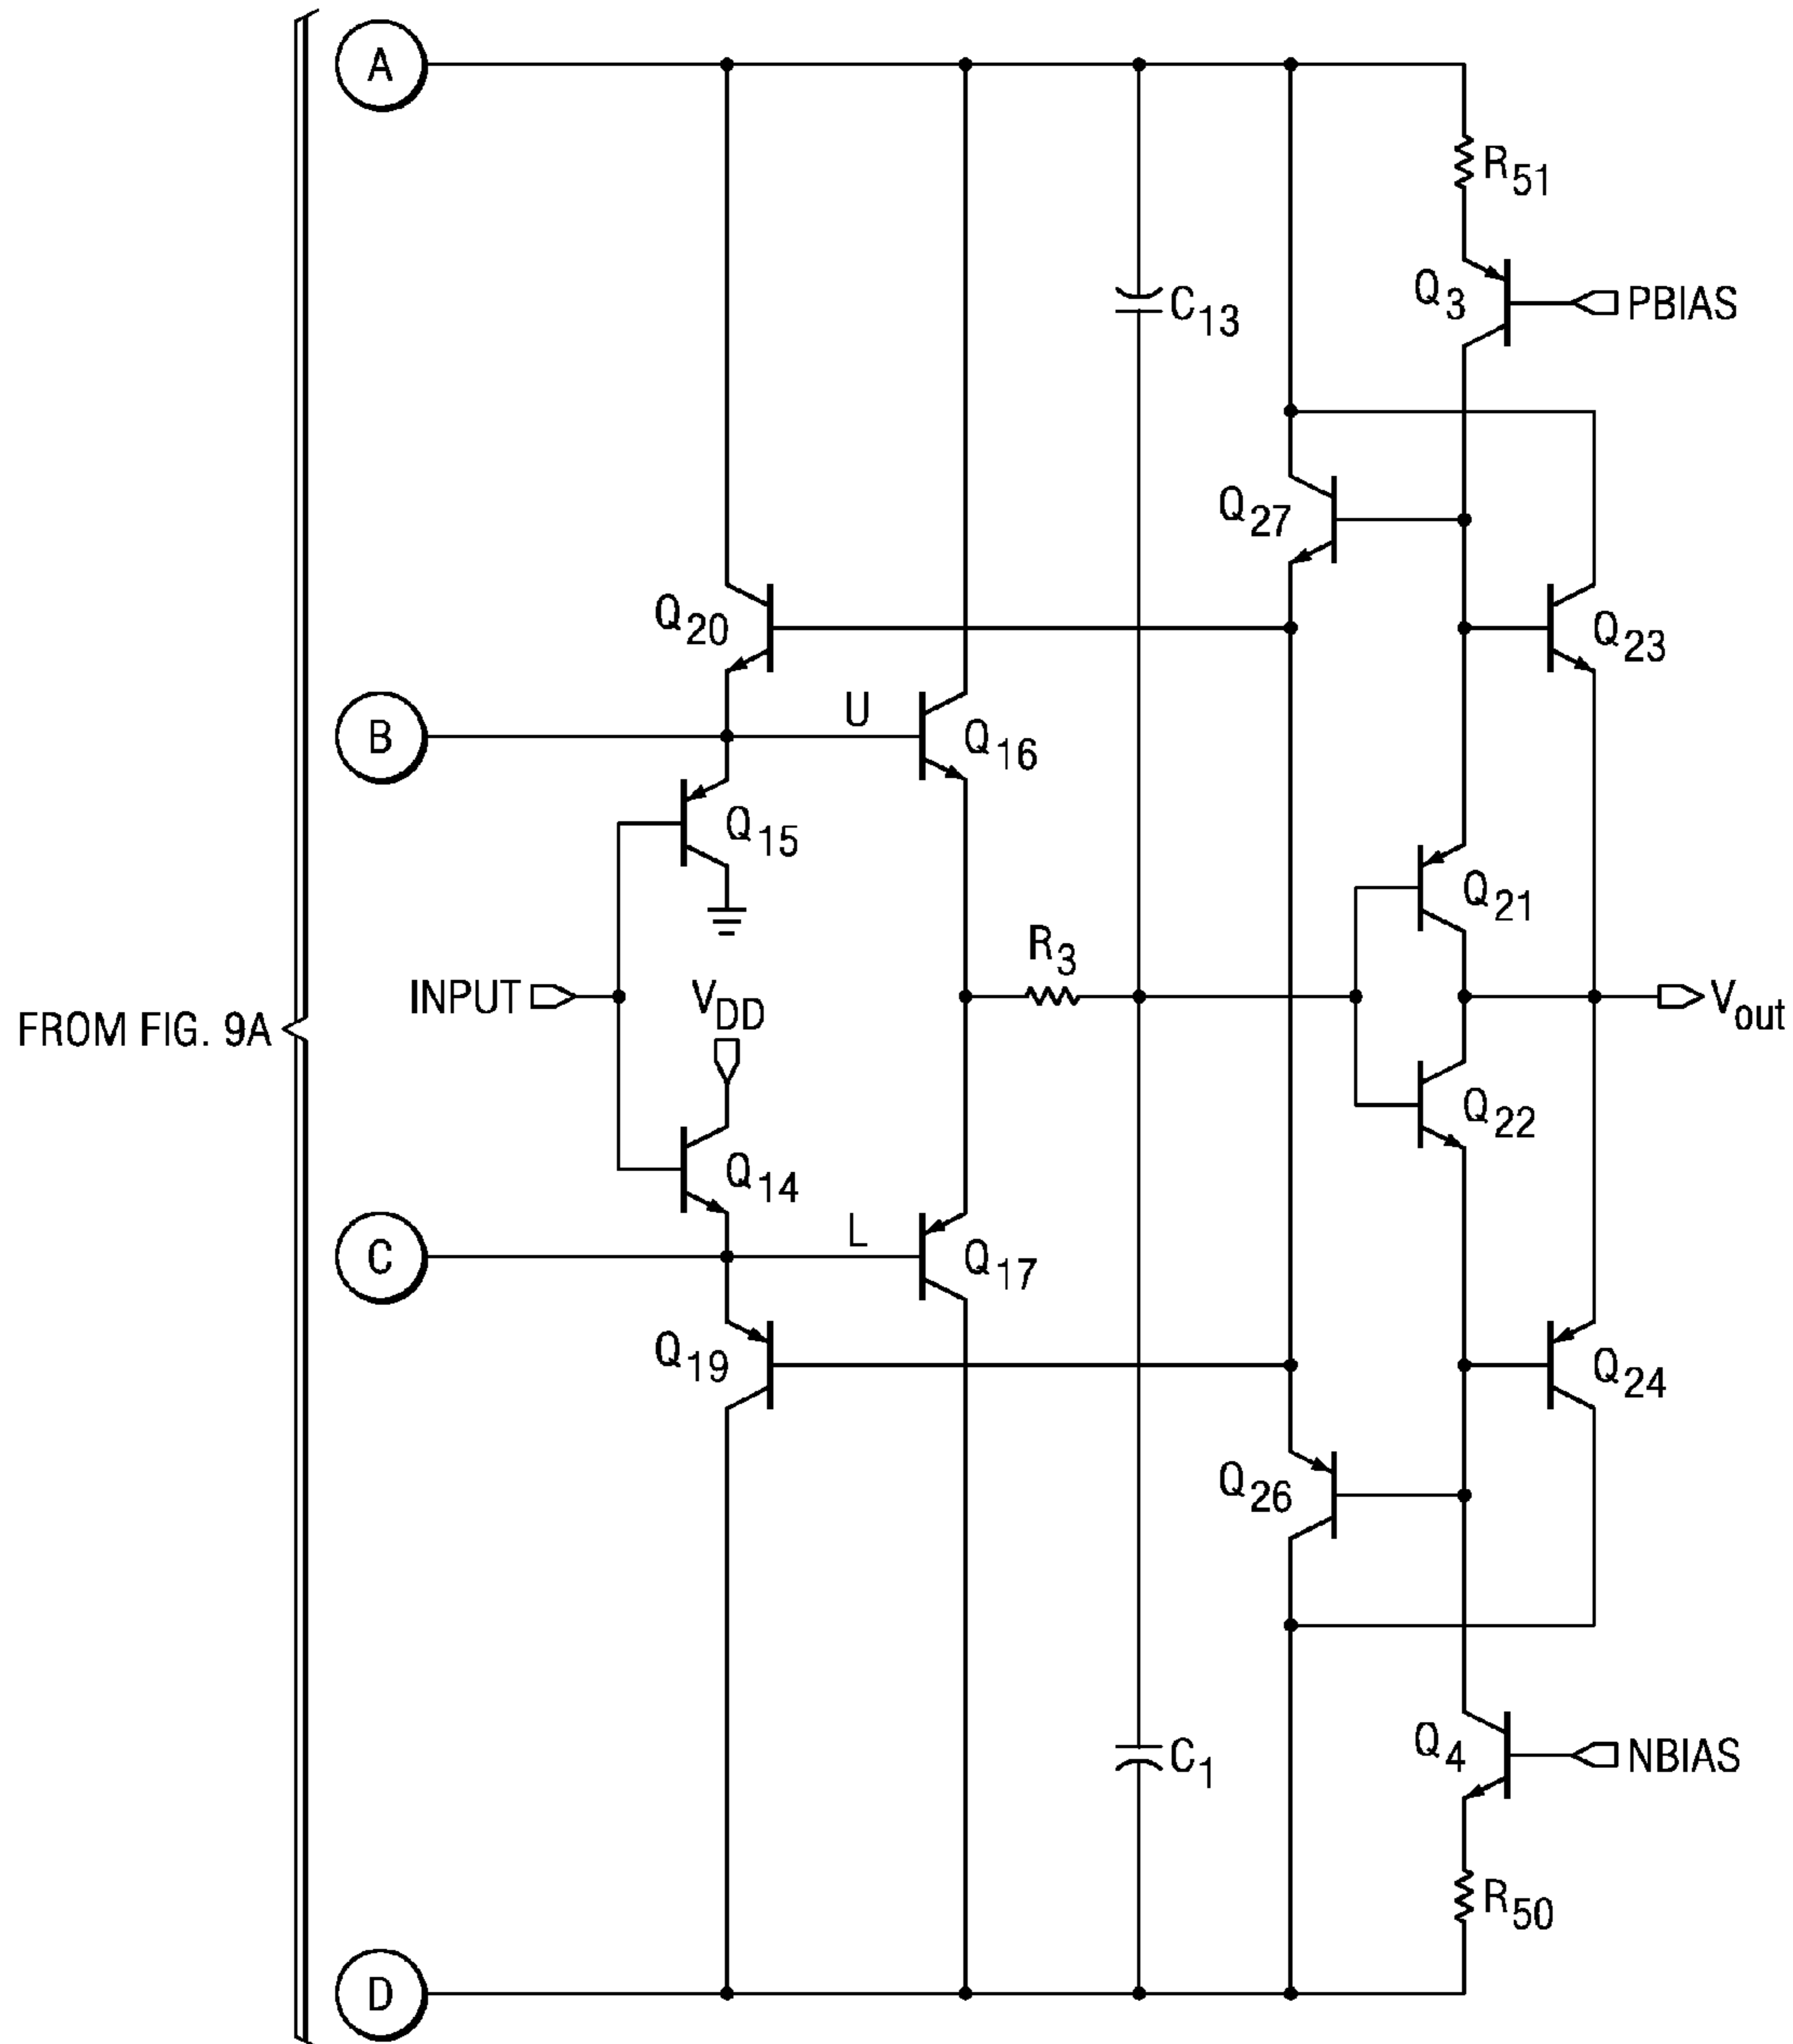 A
R51
Q3
PBIAS
C13
Q27
Q20
Q23
B
U
Q16
Q15
Q21
R3
INPUT
VDD
Vout
FROM FIG. 9A
Q22
Q14
C
L
Q17
Q19
Q24
Q26
Q4
NBIAS
C1
R50
D